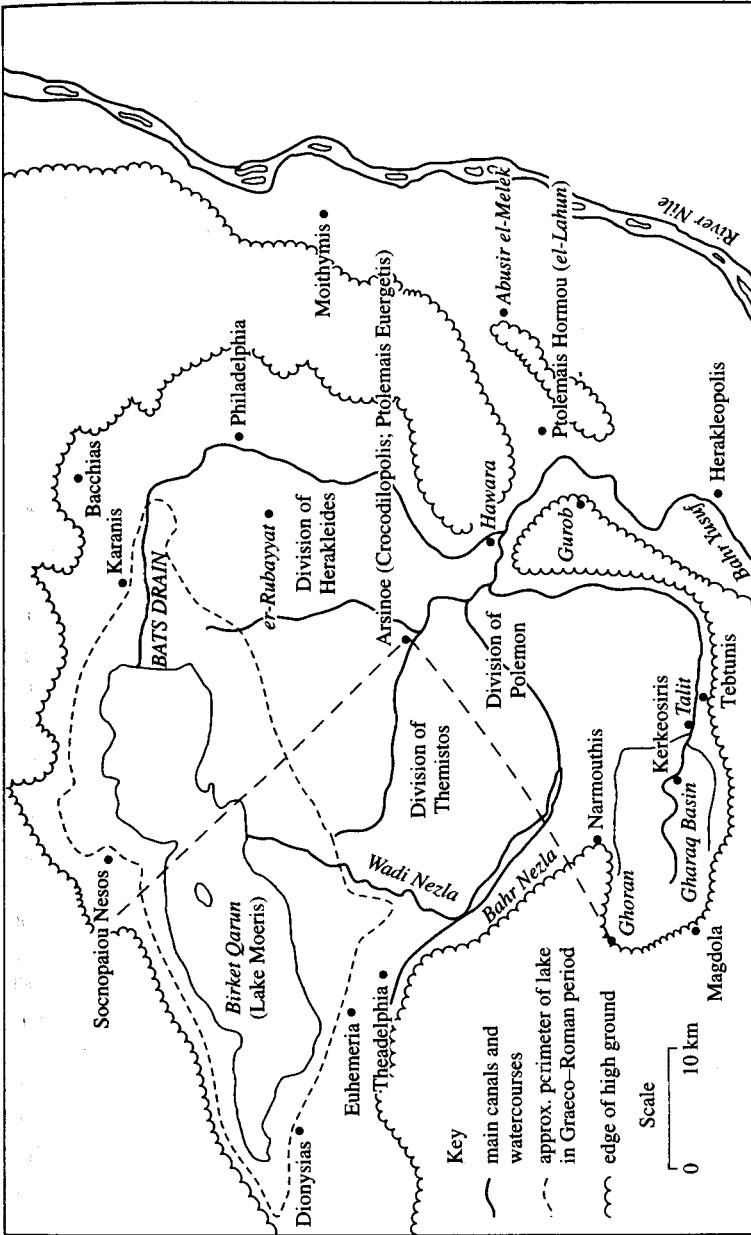 Socnopaiou Nesos
Karanis
Bacchias
Philadelphia
Moithymis
BATS DRAIN
er-Rubayyat
Division of
Herakleides
Arsinoe (Crocodilopolis; Ptolemais Euergetis)
Birket Qarun
(Lake Moeris)
Dionysias
Euhemeria
Theadelphia
Wadi Nezla
Bahr Nezla
Division of
Themistos
Division of
Polemon
Hawara
Abusir el-Melek
Ptolemais Hormou (el-Lahun)
River Nile
Gurob
Herakleopolis
Bahr Yusuf
Narmouthis
Ghoran
Kerkeosiris
Talit
Tebtunis
Gharaq Basin
Magdola
Key
main canals and
watercourses
approx. perimeter of lake
in Graeco–Roman period
edge of high ground
Scale
0 10 km